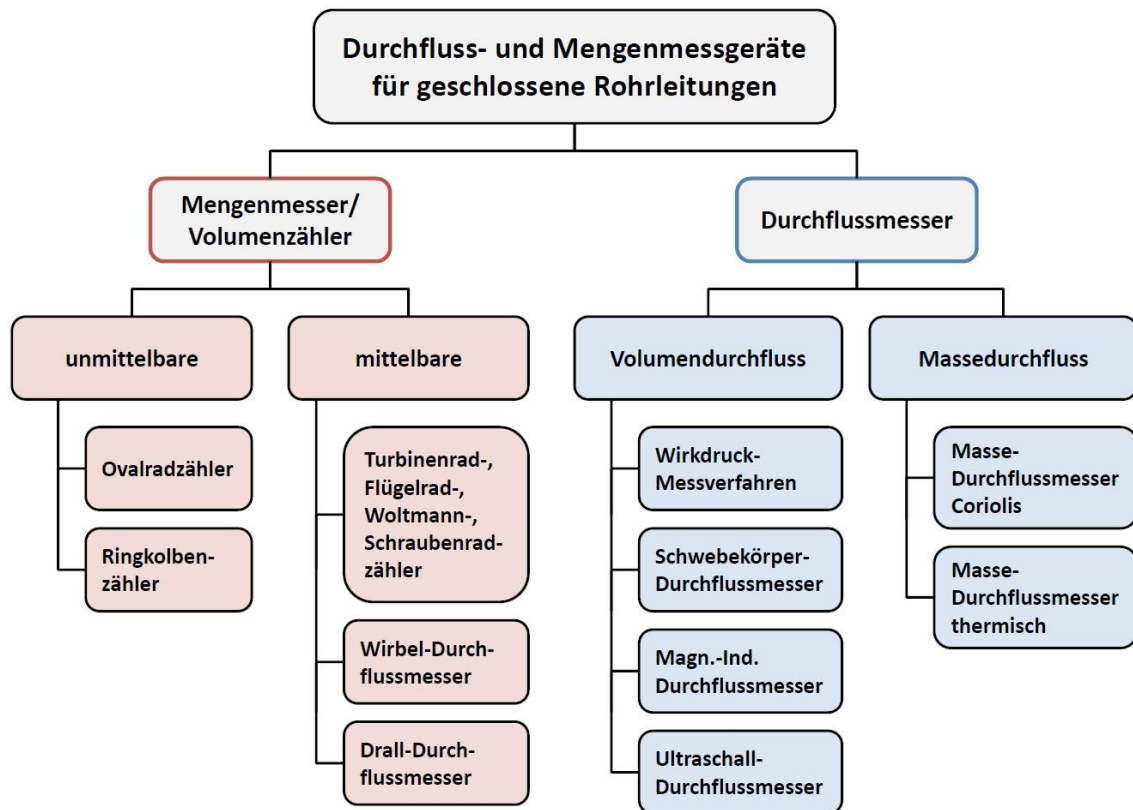 Durchfluss- und Mengenmessgeräte
für geschlossene Rohrleitungen
Mengenmesser/
Volumenzähler
Durchflussmesser
unmittelbare
mittelbare
Volumendurchfluss
Massedurchfluss
Ovalradzähler
Ringkolben-
zähler
Turbinenrad-,
Flügelrad-,
Woltmann-,
Schraubenrad-
zähler
Wirbel-Durch-
flussmesser
Drall-Durch-
flussmesser
Wirkdruck-
Messverfahren
Schwebekörper-
Durchflussmesser
Magn.-Ind.
Durchflussmesser
Ultraschall-
Durchflussmesser
Masse-
Durchflussmesser
Coriolis
Masse-
Durchflussmesser
thermisch